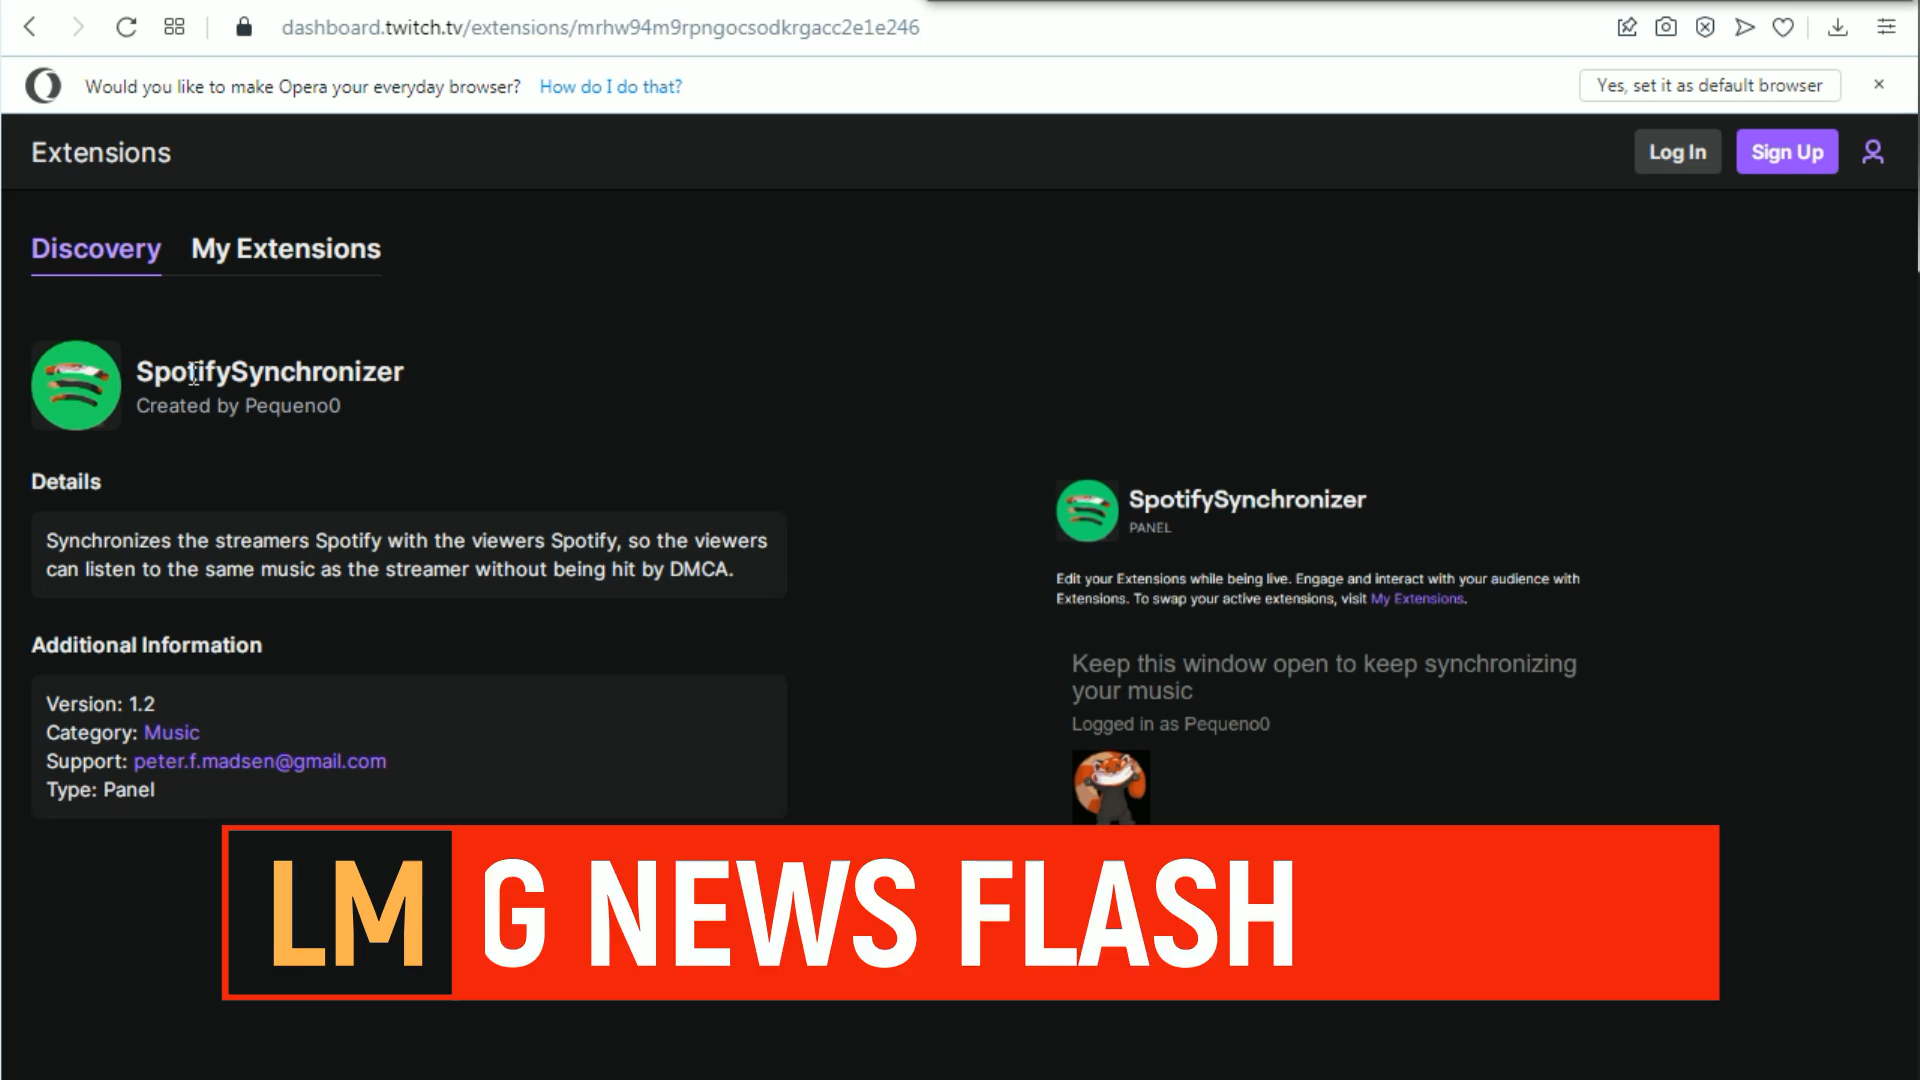 dashboard.twitch.tv/extensions/mrhw94m9rpngocsodkrgacc2e1e246
Would you like to make Opera your everyday browser? How do I do that?
Yes, set it as default browser
Extensions
Log In
Sign Up
Discovery
My Extensions
SpotifySynchronizer
Created by Pequeno0
Details
Synchronizes the streamers Spotify with the viewers Spotify, so the viewers
can listen to the same music as the streamer without being hit by DMCA.
Additional Information
Version: 1.2
Category: Music
Support: peter.f.madsen@gmail.com
Type: Panel
SpotifySynchronizer
PANEL
Edit your Extensions while being live. Engage and interact with your audience with
Extensions. To swap your active extensions, visit My Extensions.
Keep this window open to keep synchronizing
your music
Logged in as Pequeno0
LM G NEWS FLASH